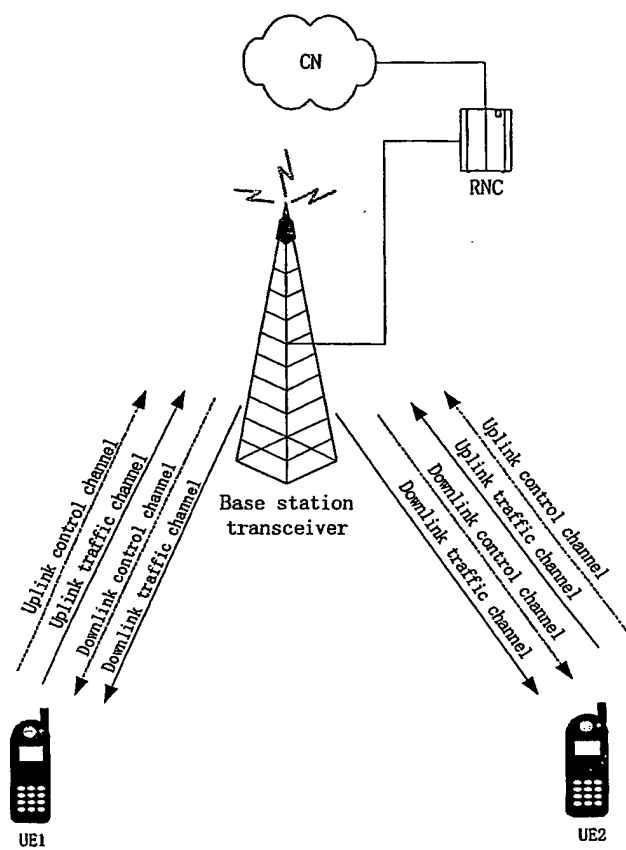 CN
RNC
Base station
transceiver
Uplink control channel
Uplink traffic channel
Downlink control channel
Downlink traffic channel
Uplink control channel
Uplink traffic channel
Downlink control channel
Downlink traffic channel
UE1
UE2